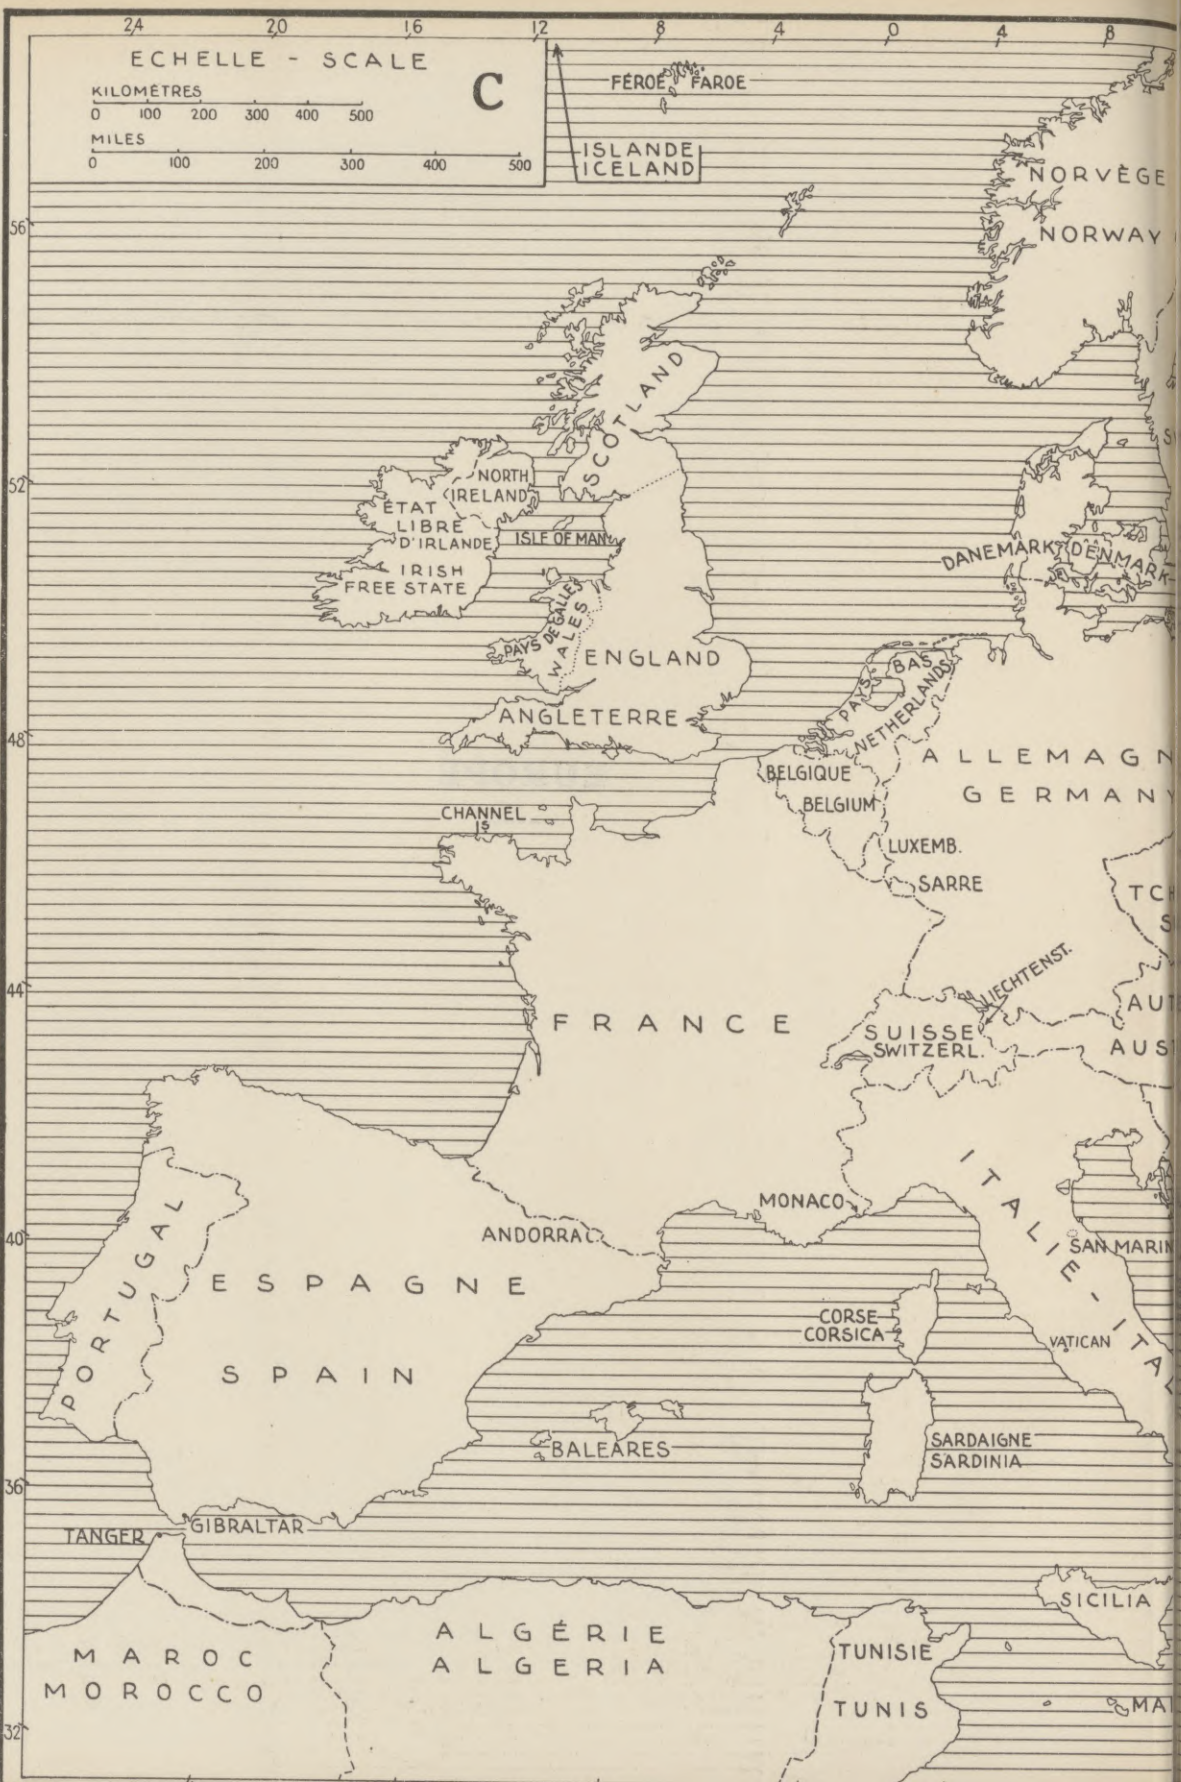 24 20 16 12 8 4 0 4 8
ECHELLE - SCALE
C
KILOMÈTRES
0 100 200 300 400 500
MILES
0 100 200 300 400 500
FÉROÉ FAROE
ISLANDE
ICELAND
NORVÈGE
NORWAY
56
SCOTLAND
52
NORTH
IRELAND
ÉTAT
LIBRE
D'IRLANDE
IRISH
FREE STATE
ISLE OF MAN
DANEMARK DENMARK
PAYS DE GALLES
WALES
ENGLAND
ANGLETERRE
PAYS BAS
NETHERLANDS
48
ALLEMAGN
GERMANY
BELGIQUE
BELGIUM
CHANNEL
Is
LUXEMB.
SARRE
TCH
S
LIECHTENST.
44
AUT
AUS
FRANCE
SUISSE
SWITZERL.
ITALIE - ITAL
MONACO
ANDORRA
40
SAN MARIN
PORTUGAL
ESPAGNE
SPAIN
CORSE
CORSICA
VATICAN
BALEARES
SARDAIGNE
SARDINIA
36
GIBRALTAR
TANGER
SICILIA
MAROC
MOROCCO
ALGÉRIE
ALGERIA
TUNISIE
TUNIS
MA
32